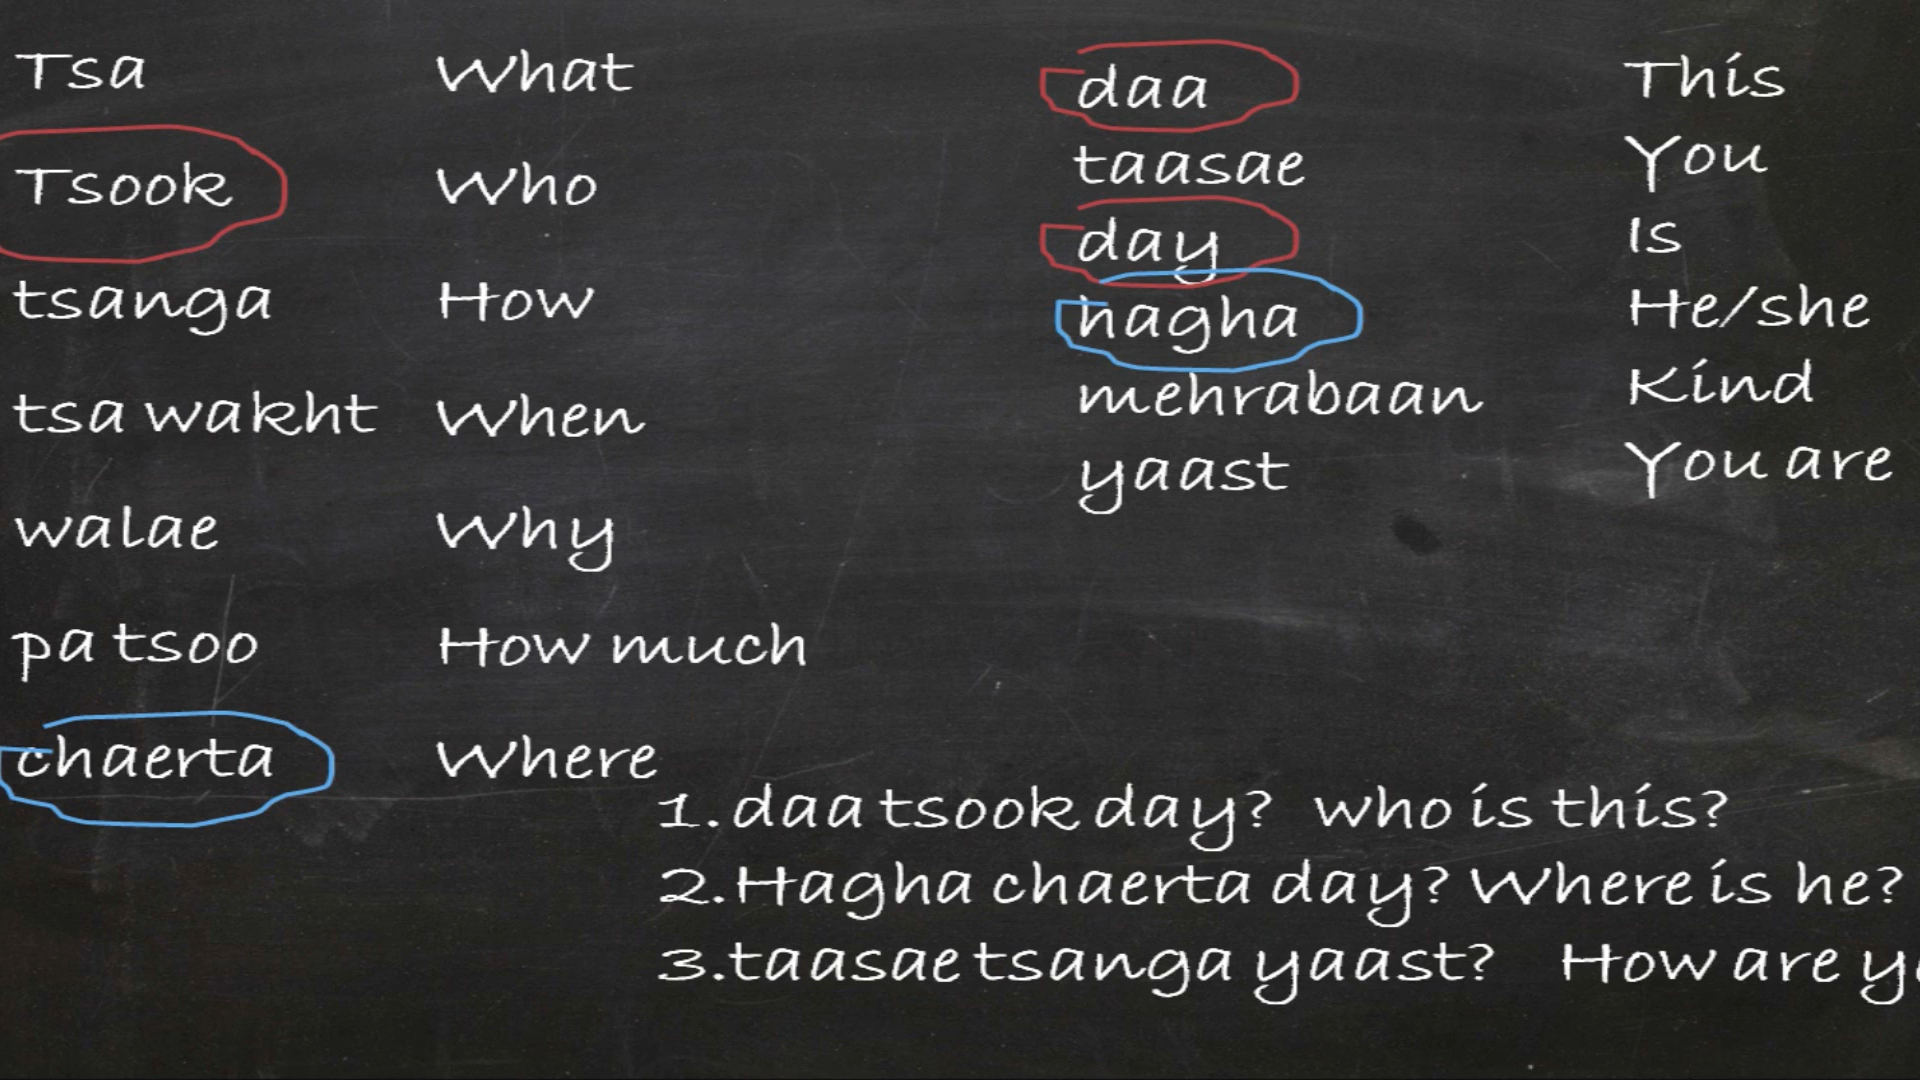 Tsa What
Tsook Who
tsanga How
tsa wakht When
walae Why
pa tsoo How much
chaerta Where
daa This
taasae You
day Is
hagha He/she
mehrabaan Kind
yaast You are
1. daa tsook day? who is this?
2. Hagha chaerta day? Where is he?
3. taasae tsanga yaast? How are